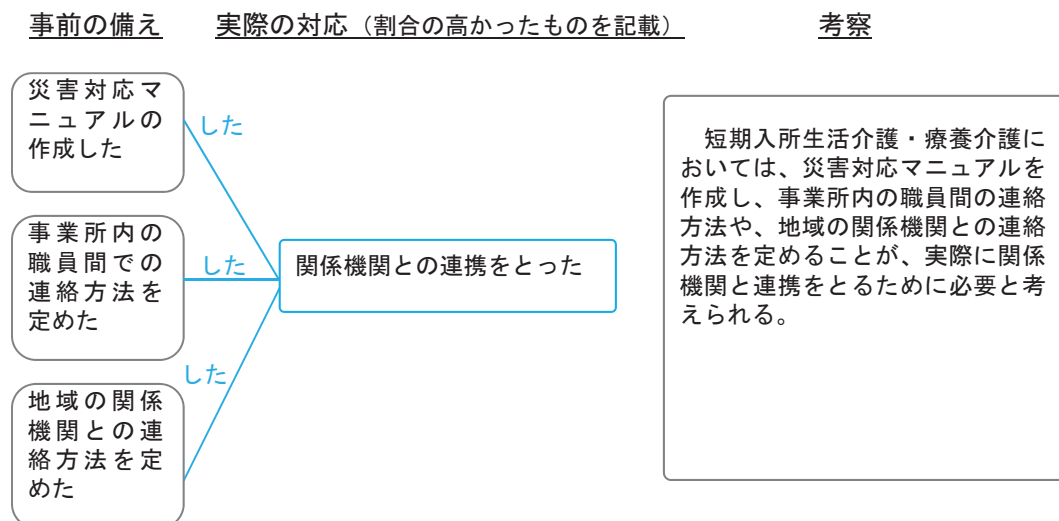 事前の備え 実際の対応（割合の高かったものを記載） 考察
災害対応マ
ニュアルの
作成した
した
事業所内の
職員間での
連絡方法を
定めた
した
地域の関係
機関との連
絡方法を定
めた
した
関係機関との連携をとった
短期入所生活介護・療養介護に
おいては、災害対応マニュアルを
作成し、事業所内の職員間の連絡
方法や、地域の関係機関との連絡
方法を定めることが、実際に関係
機関と連携をとるために必要と考
えられる。